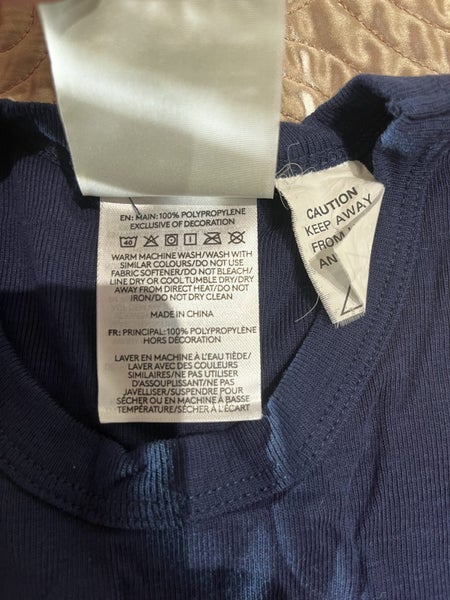 EN: MAIN:100% POLYPROPYLENE
EXCLUSIVE OF DECORATION
40
WARM MACHINE WASH/WASH WITH
SIMILAR COLOURS/DO NOT USE
FABRIC SOFTENER/DO NOT BLEACH/
LINE DRY OR COOL TUMBLE DRY/DRY
AWAY FROM DIRECT HEAT/DO NOT
IRON/DO NOT DRY CLEAN
MADE IN CHINA
FR: PRINCIPAL:100% POLYPROPYLÈNE
HORS DÉCORATION
LAVER EN MACHINE À L'EAU TIÈDE/
LAVER AVEC DES COULEURS
SIMILAIRES/NE PAS UTILISER
D'ASSOUPLISSANT/NE PAS
JAVELLISER/SUSPENDRE POUR
SÉCHER OU EN MACHINE À BASSE
TEMPÉRATURE/SÉCHER À L'ÉCART
CAUTION
KEEP AWAY
FROM
AN